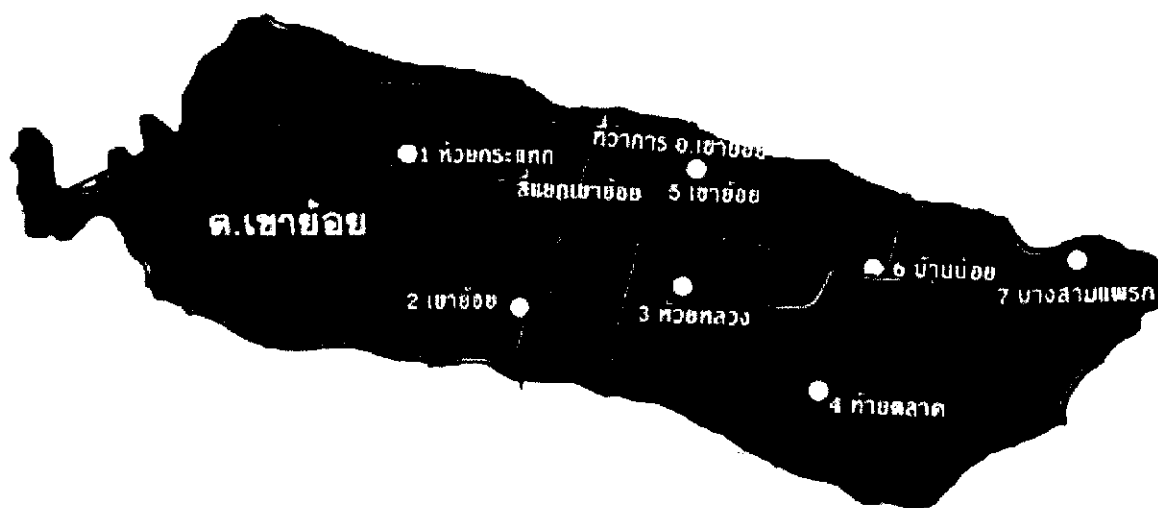 ที่ว่าการ อ.เขาย้อย
1 ห้วยกระแทก
สี่แยกเขาย้อย
5 เขาย้อย
ต.เขาย้อย
6 บ้านน้อย
7 บางสามแพรก
2 เขาย้อย
3 ห้วยหลวง
4 ท้ายตลาด